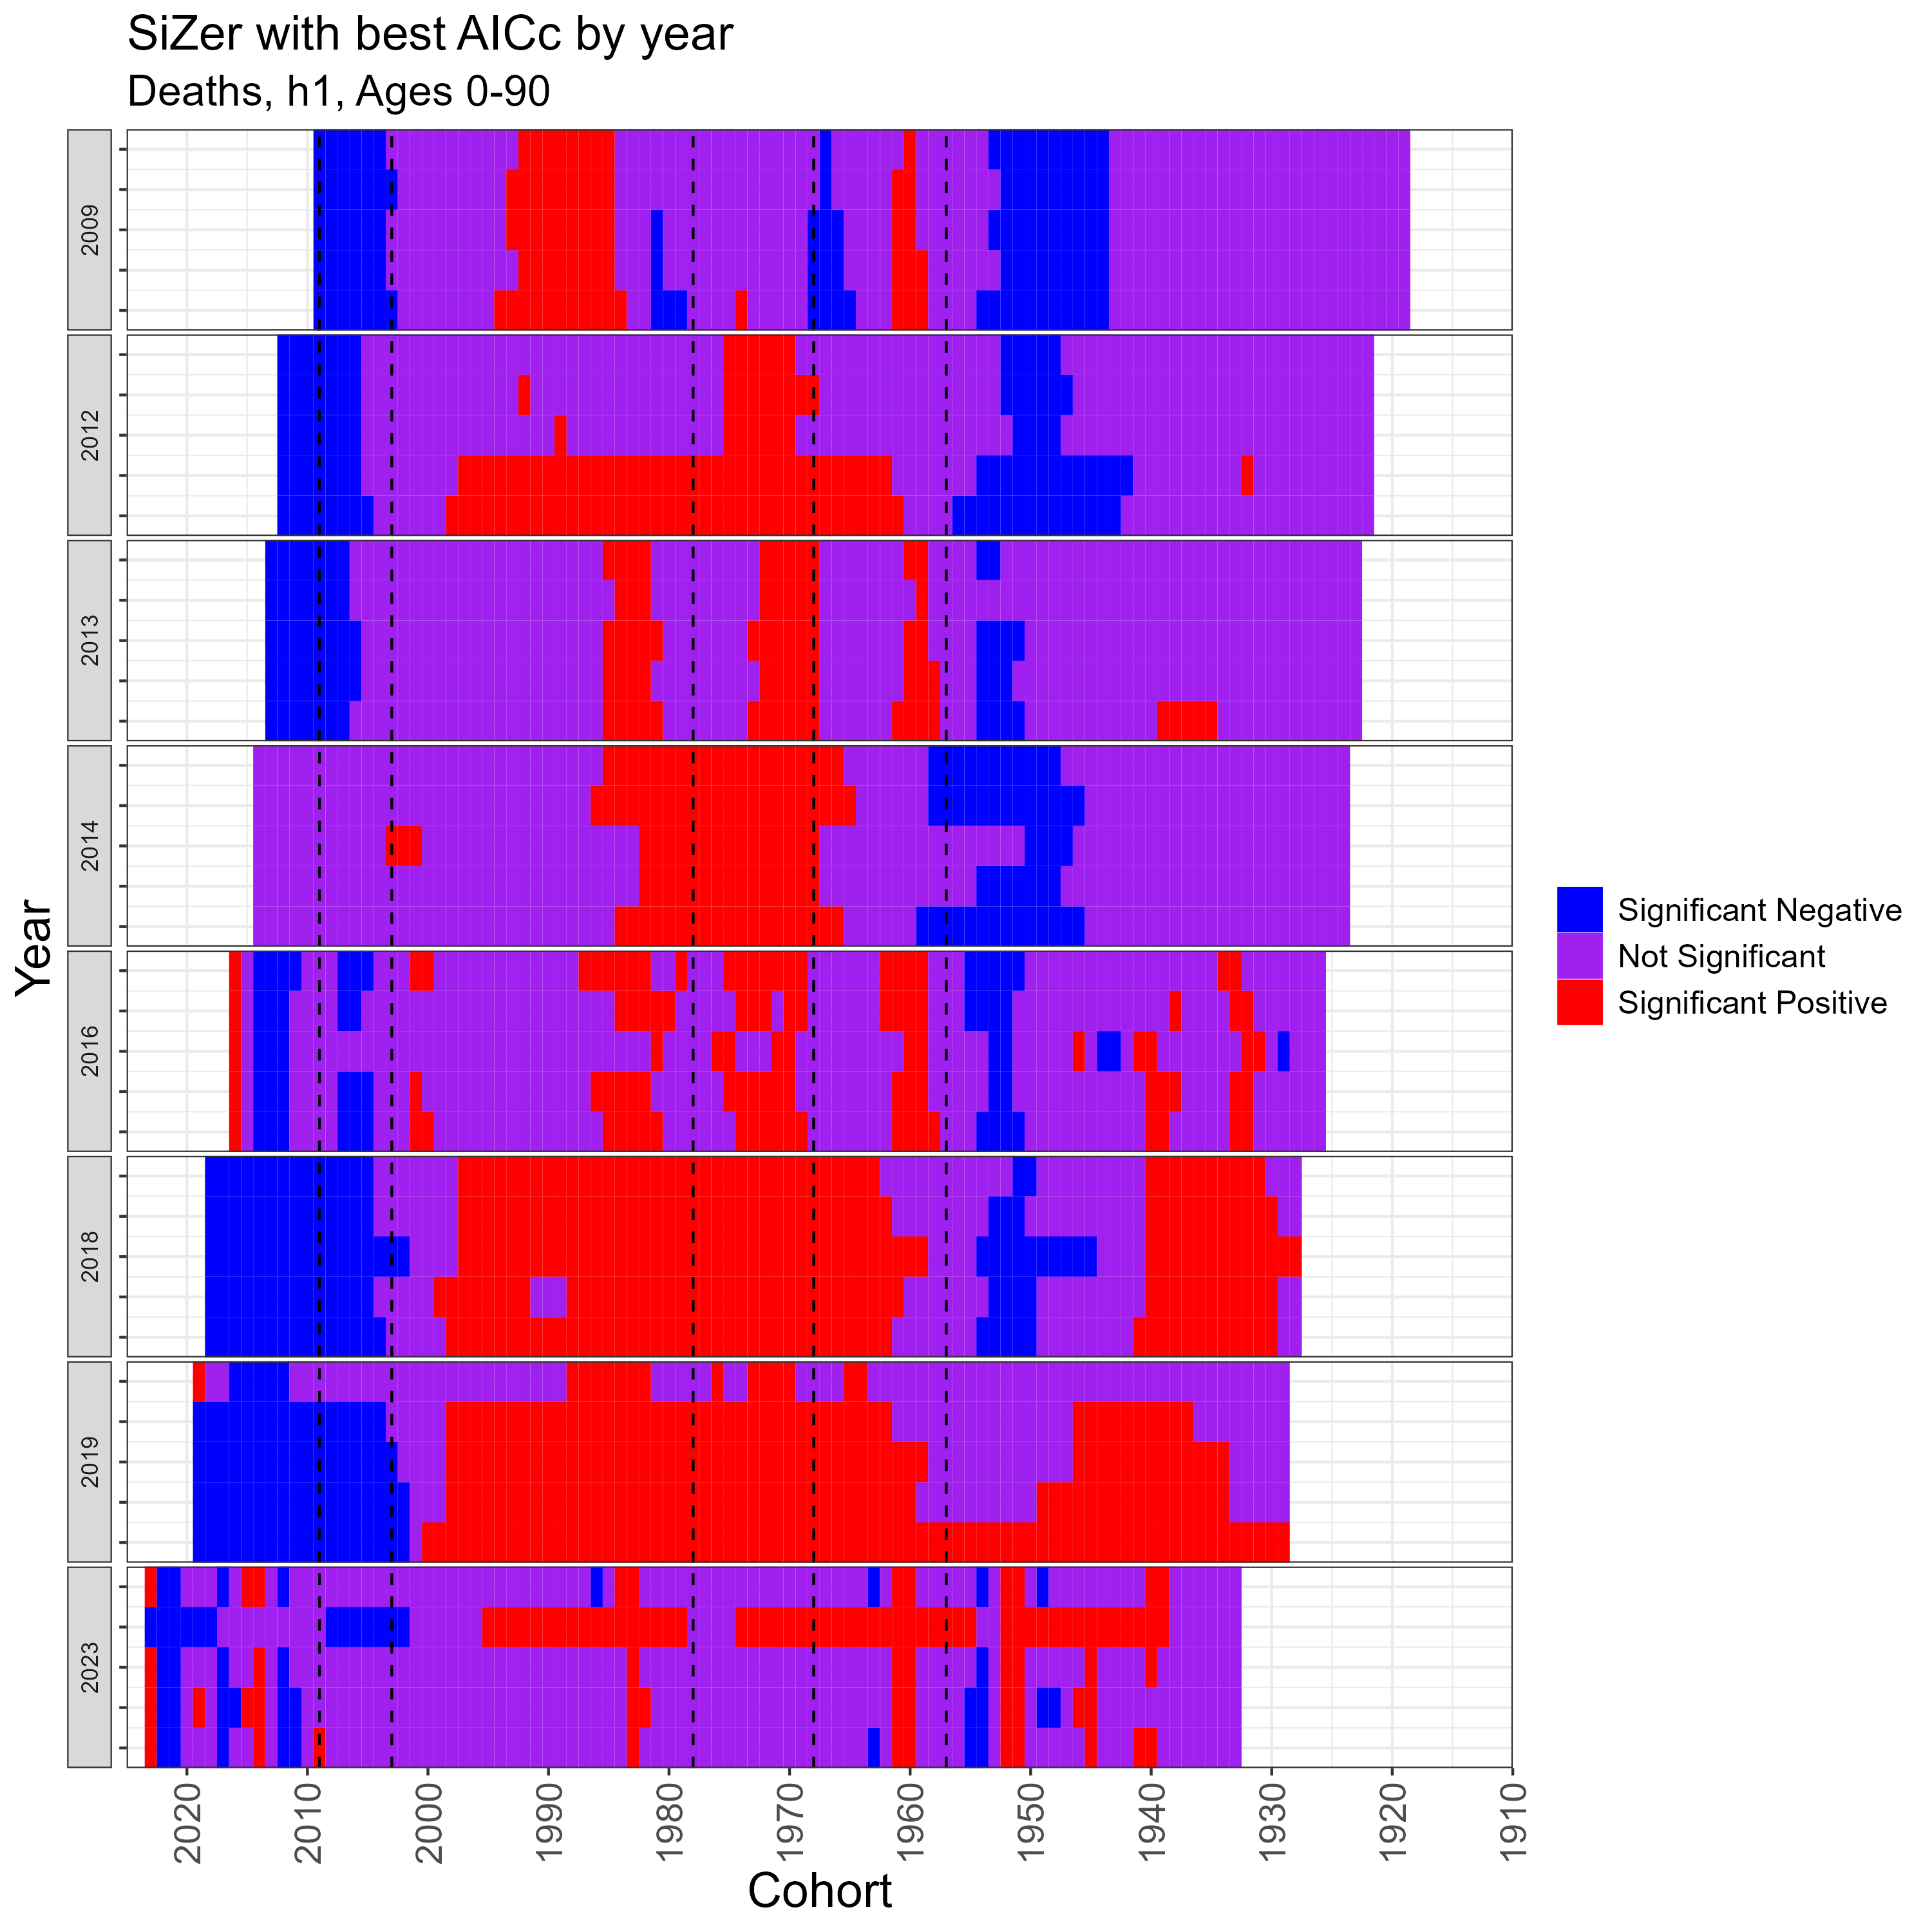 SiZer with best AICc by year
Deaths, h1, Ages 0-90
2009
2012
2013
2014
2016
2018
2019
2023
Year
2020
2010
2000
1990
1980
1970
1960
1950
1940
1930
1920
1910
Cohort
Significant Negative
Not Significant
Significant Positive